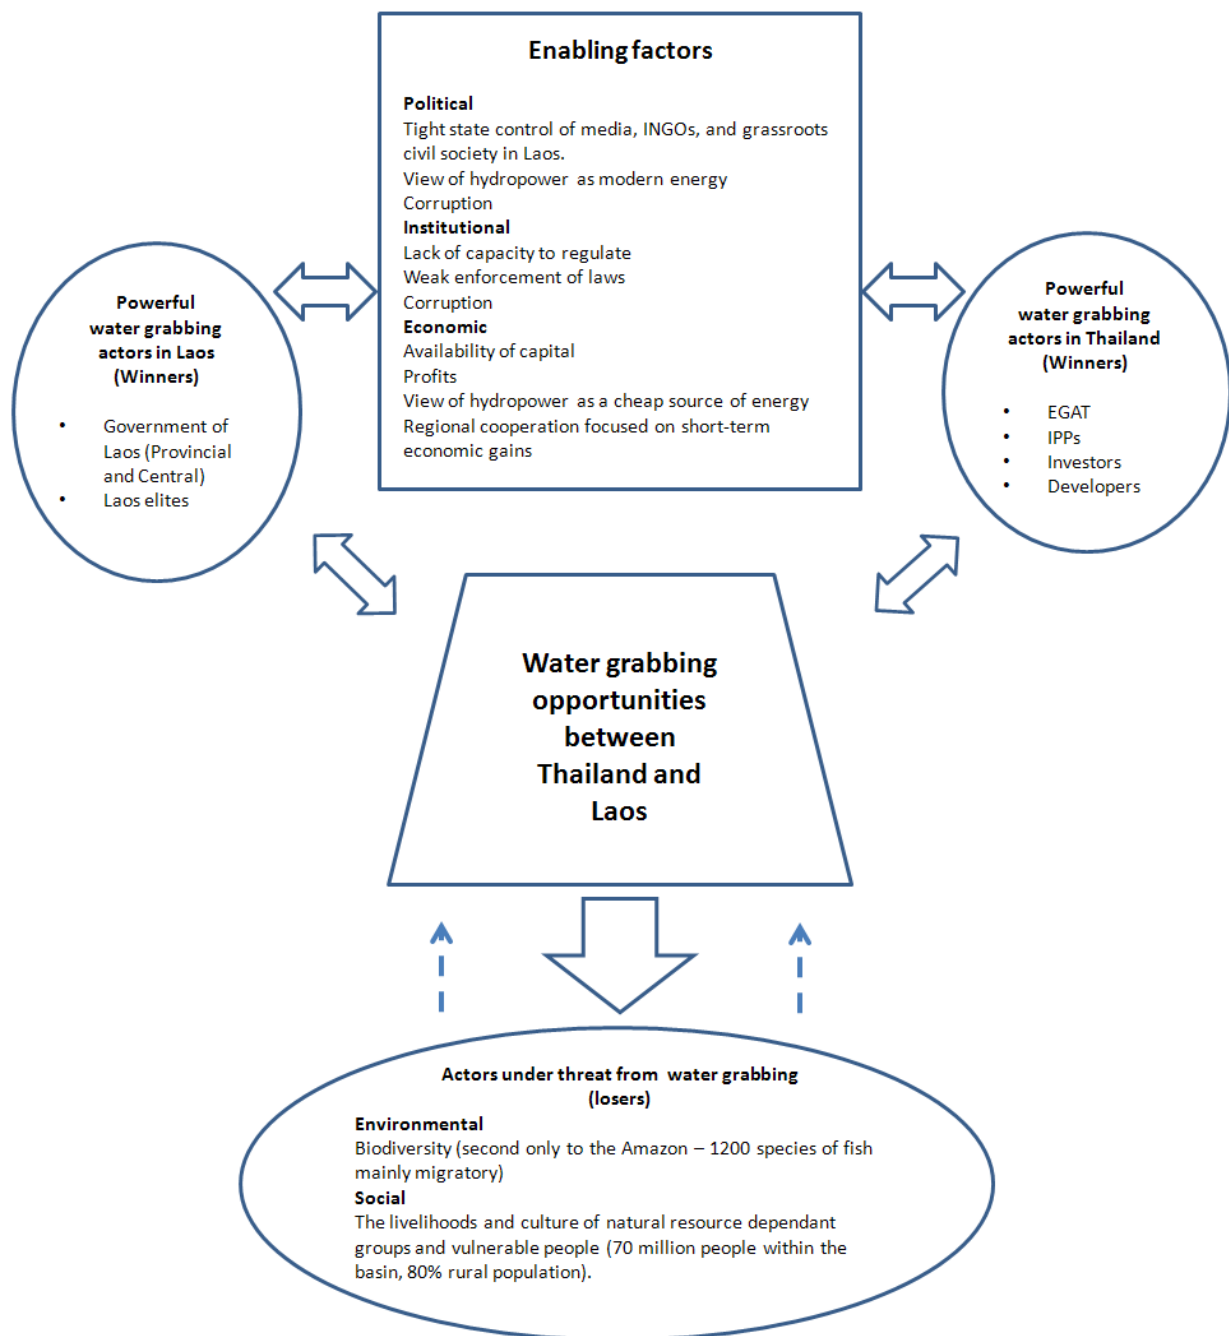 Enabling factors
Political
Tight state control of media, INGOs, and grassroots
civil society in Laos.
View of hydropower as modern energy
Corruption
Institutional
Lack of capacity to regulate
Weak enforcement of laws
Corruption
Economic
Availability of capital
Profits
View of hydropower as a cheap source of energy
Regional cooperation focused on short-term
economic gains
Powerful
water grabbing
actors in Laos
(Winners)
• Government of
Laos (Provincial
and Central)
• Laos elites
Powerful
water grabbing
actors in Thailand
(Winners)
• EGAT
• IPPs
• Investors
• Developers
Water grabbing
opportunities
between
Thailand and
Laos
Actors under threat from water grabbing
(losers)
Environmental
Biodiversity (second only to the Amazon – 1200 species of fish
mainly migratory)
Social
The livelihoods and culture of natural resource dependant
groups and vulnerable people (70 million people within the
basin, 80% rural population).